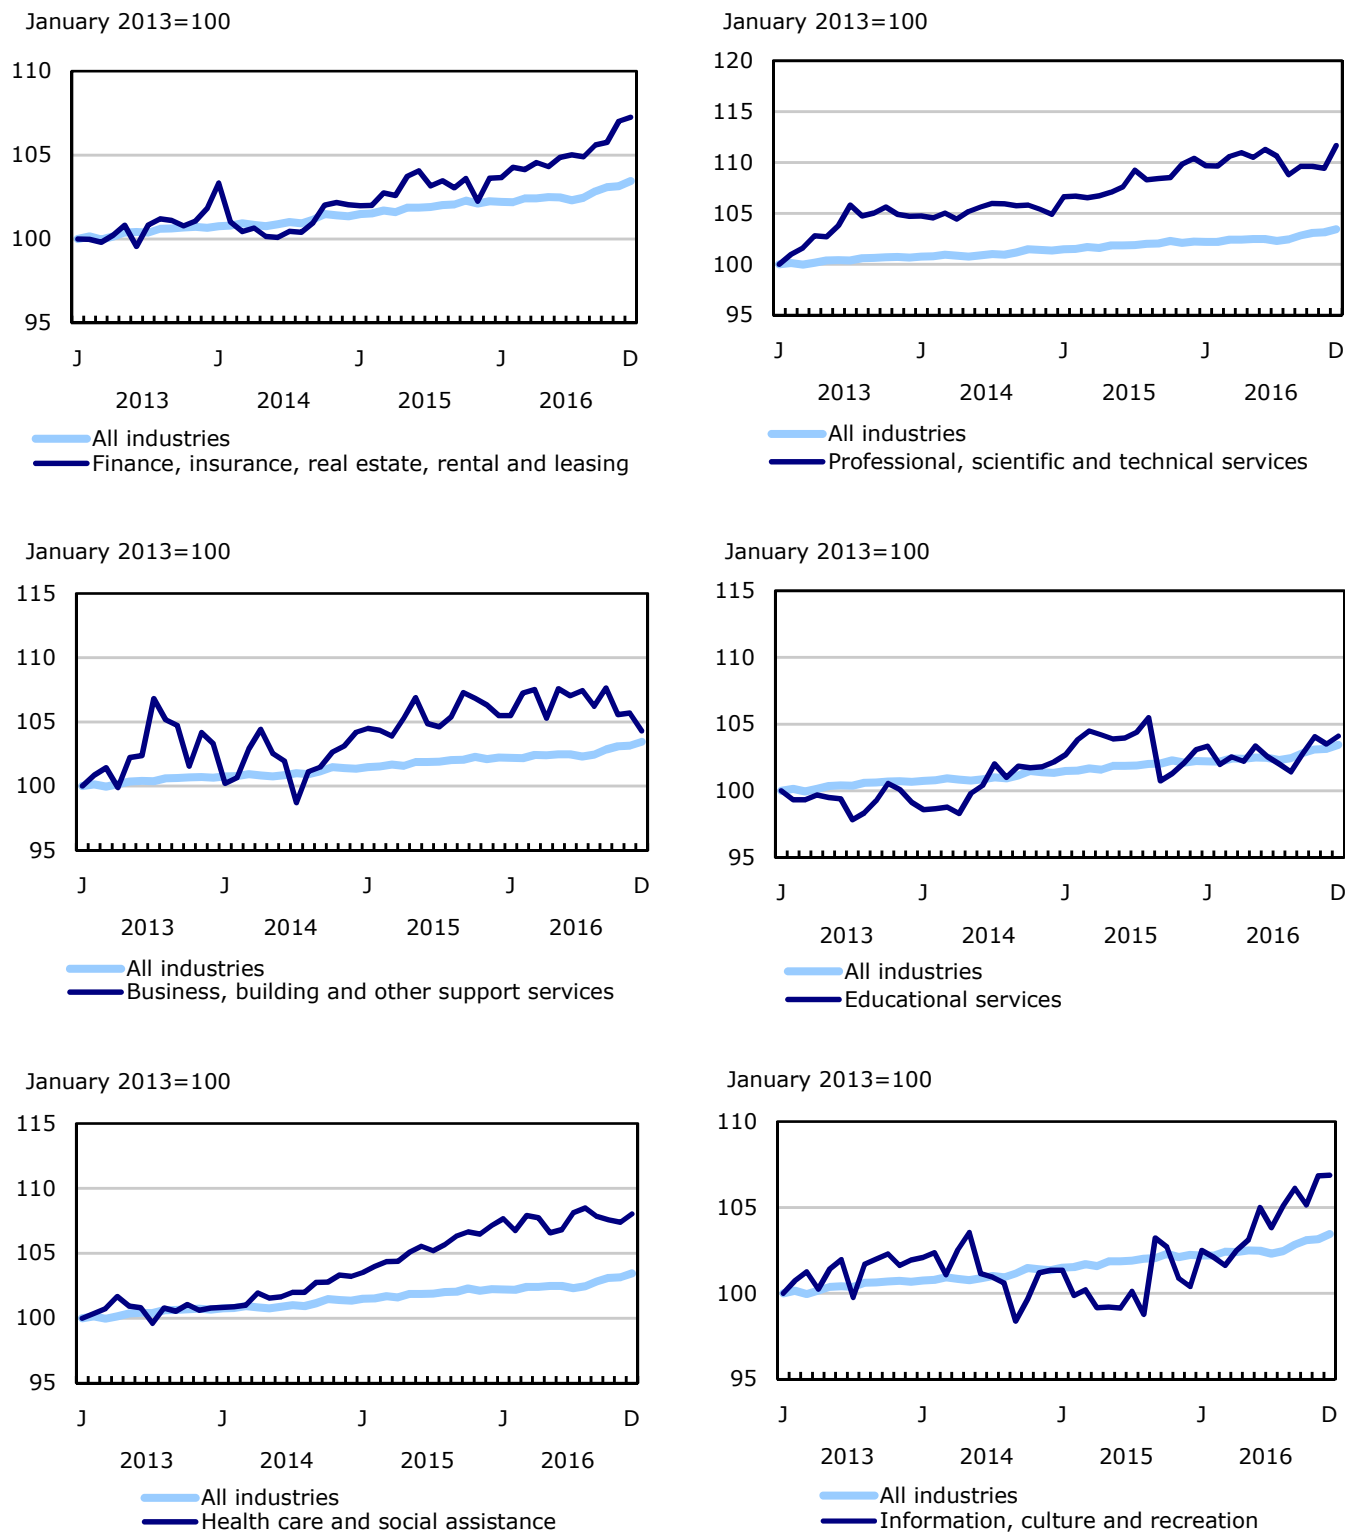 January 2013=100
110
105
100
95
J J J J D
2013 2014 2015 2016
All industries
Finance, insurance, real estate, rental and leasing
January 2013=100
120
115
110
105
100
95
J J J J D
2013 2014 2015 2016
All industries
Professional, scientific and technical services
January 2013=100
115
110
105
100
95
J J J J D
2013 2014 2015 2016
All industries
Business, building and other support services
January 2013=100
115
110
105
100
95
J J J J D
2013 2014 2015 2016
All industries
Educational services
January 2013=100
115
110
105
100
95
J J J J D
2013 2014 2015 2016
All industries
Health care and social assistance
January 2013=100
110
105
100
95
J J J J D
2013 2014 2015 2016
All industries
Information, culture and recreation